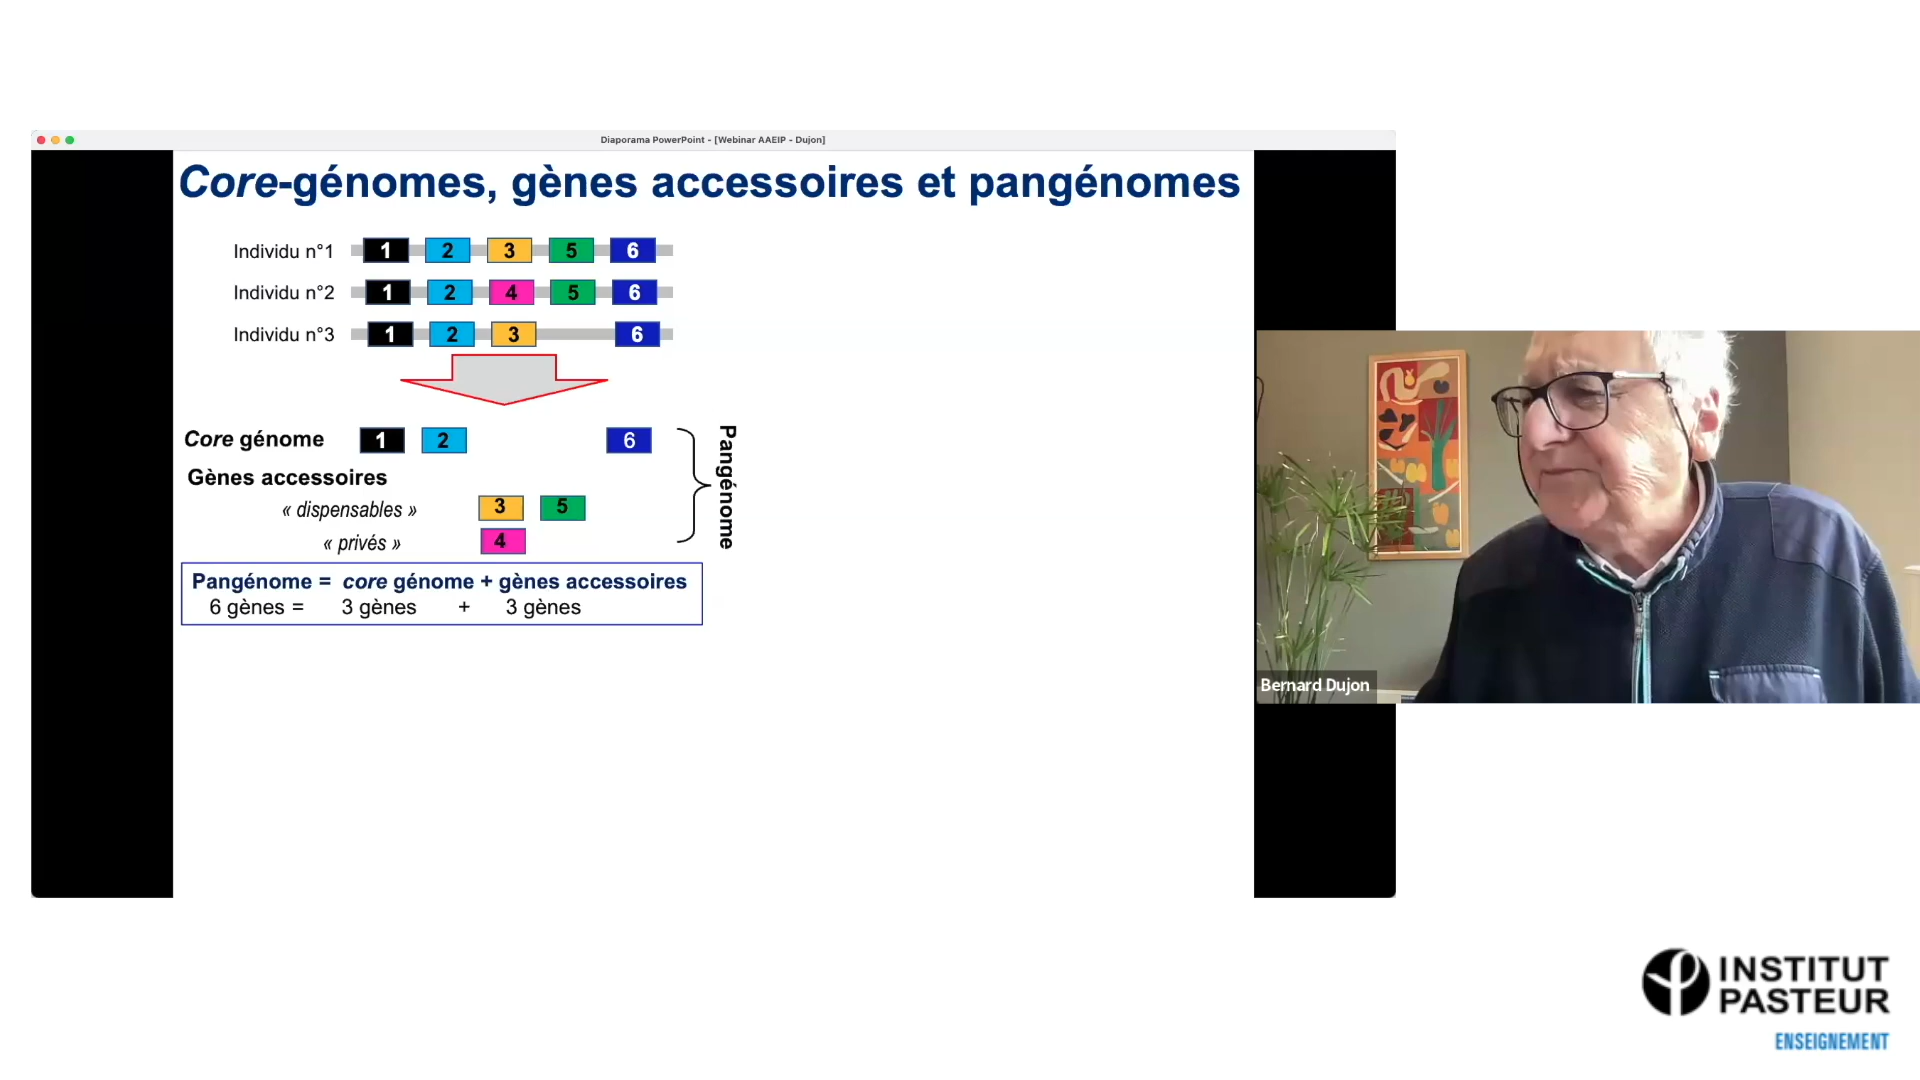 Diaporama PowerPoint - [Webinar AAEIP - Dujon]
Core-génomes, gènes accessoires et pangénomes
Individu n°1 1 2 3 5 6
Individu n°2 1 2 4 5 6
Individu n°3 1 2 3 6
Core génome 1 2 6
Gènes accessoires
« dispensables » 3 5
« privés » 4
Pangénome
Pangénome = core génome + gènes accessoires
6 gènes = 3 gènes + 3 gènes
Bernard Dujon
INSTITUT
PASTEUR
ENSEIGNEMENT